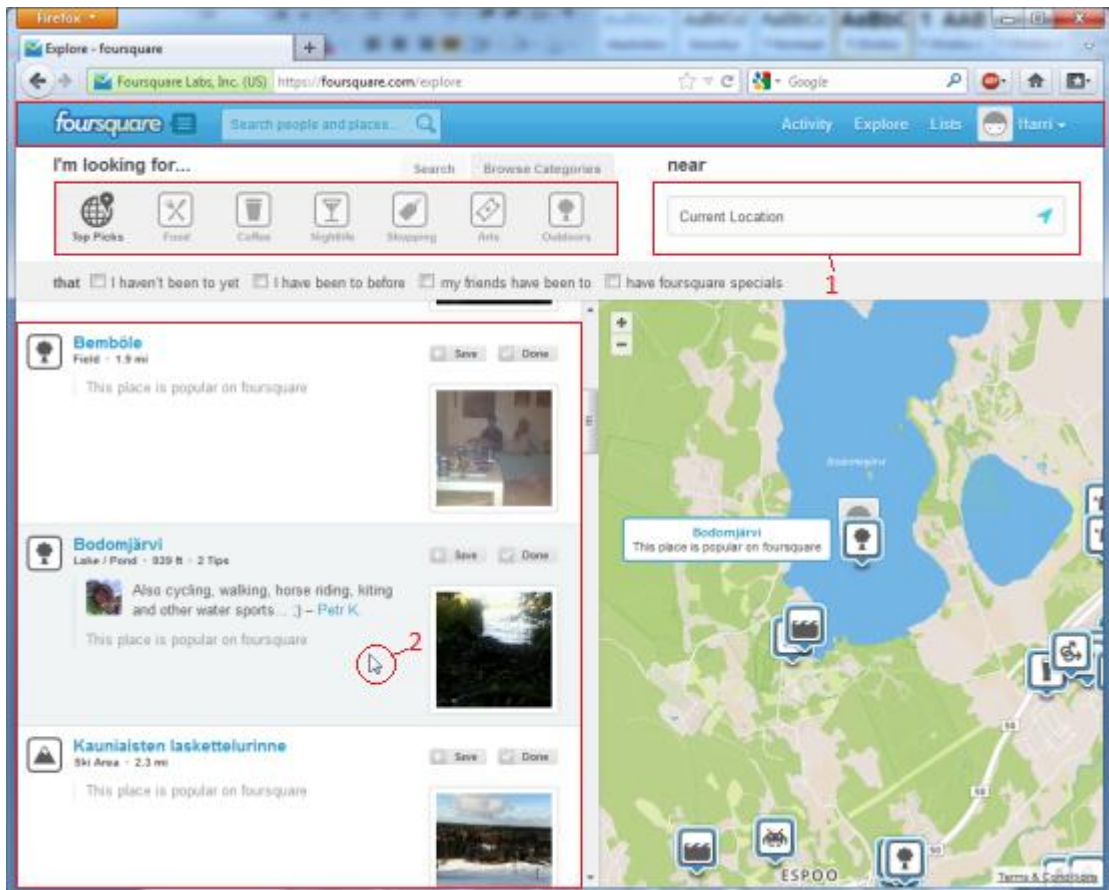 Firefox
Explore - foursquare
Foursquare Labs, Inc. (US) https://foursquare.com/explore Google
foursquare Search people and places... Activity Explore Lists Harri
I'm looking for... Search Browse Categories near
Top Picks Food Coffee Nightlife Shopping Arts Outdoors Current Location
that I haven't been to yet I have been to before my friends have been to have foursquare specials
1
Bemböle
Field · 1.9 mi Save Done
This place is popular on foursquare
Bodomjärvi
Bodomjärvi
This place is popular on foursquare
Bodomjärvi
Lake / Pond · 939 ft · 2 Tips Save Done
Also cycling, walking, horse riding, kiting
and other water sports... ;) – Petr K.
This place is popular on foursquare
2
Kauniaisten laskettelurinne
Ski Area · 2.3 mi Save Done
This place is popular on foursquare
50
50
50
ESPOO
Terms & Conditions